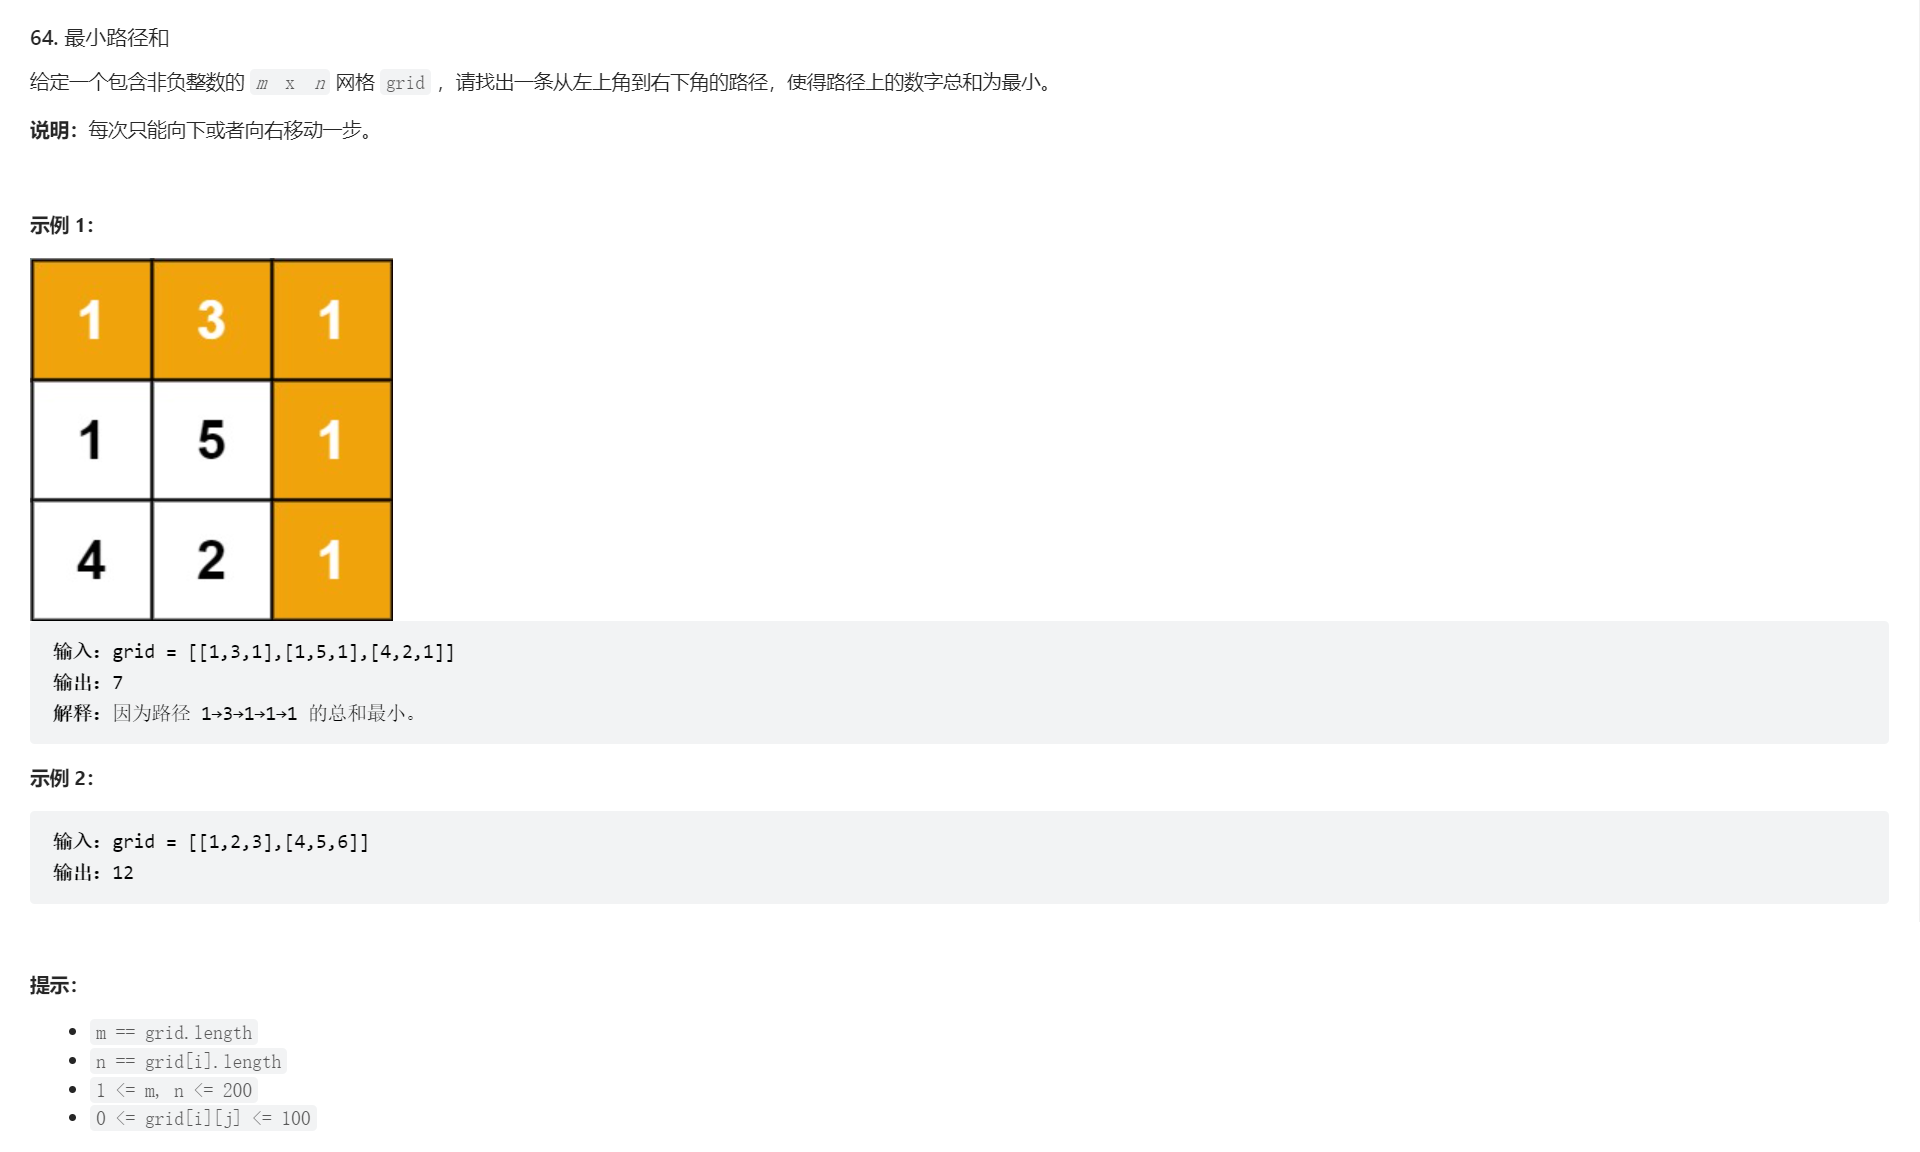 64. 最小路径和
给定一个包含非负整数的 m x n 网格 grid ，请找出一条从左上角到右下角的路径，使得路径上的数字总和为最小。
说明：每次只能向下或者向右移动一步。
示例 1：
1 3 1
1 5 1
4 2 1
输入：grid = [[1,3,1],[1,5,1],[4,2,1]]
输出：7
解释：因为路径 1→3→1→1→1 的总和最小。
示例 2：
输入：grid = [[1,2,3],[4,5,6]]
输出：12
提示：
m == grid.length
n == grid[i].length
1 <= m, n <= 200
0 <= grid[i][j] <= 100